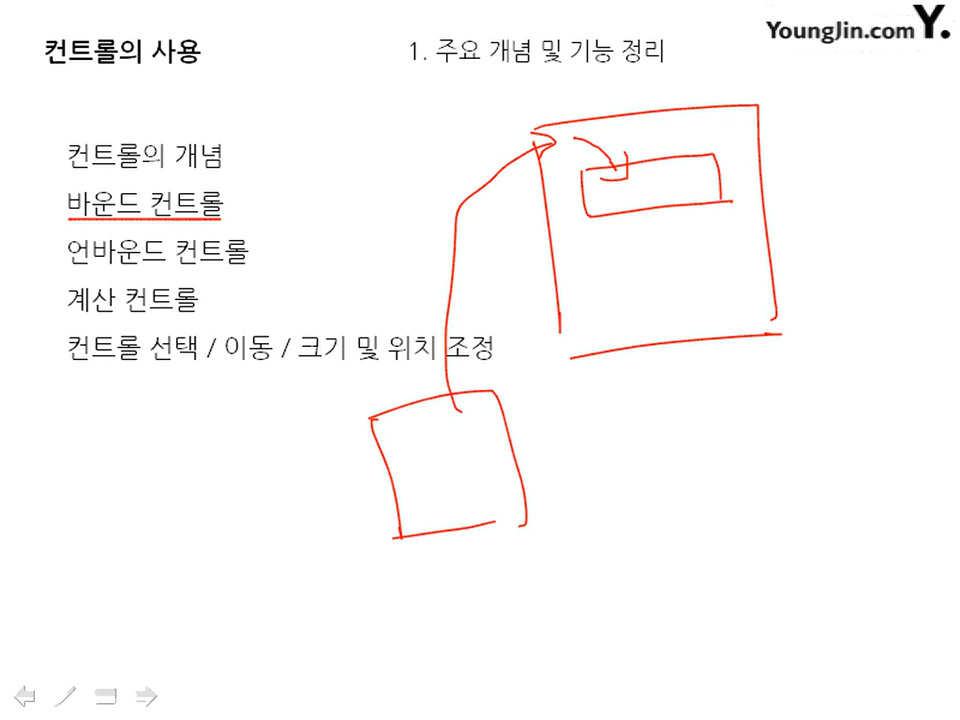 YoungJin.com Y.
컨트롤의 사용
1. 주요 개념 및 기능 정리
컨트롤의 개념
바운드 컨트롤
언바운드 컨트롤
계산 컨트롤
컨트롤 선택 / 이동 / 크기 및 위치 조정